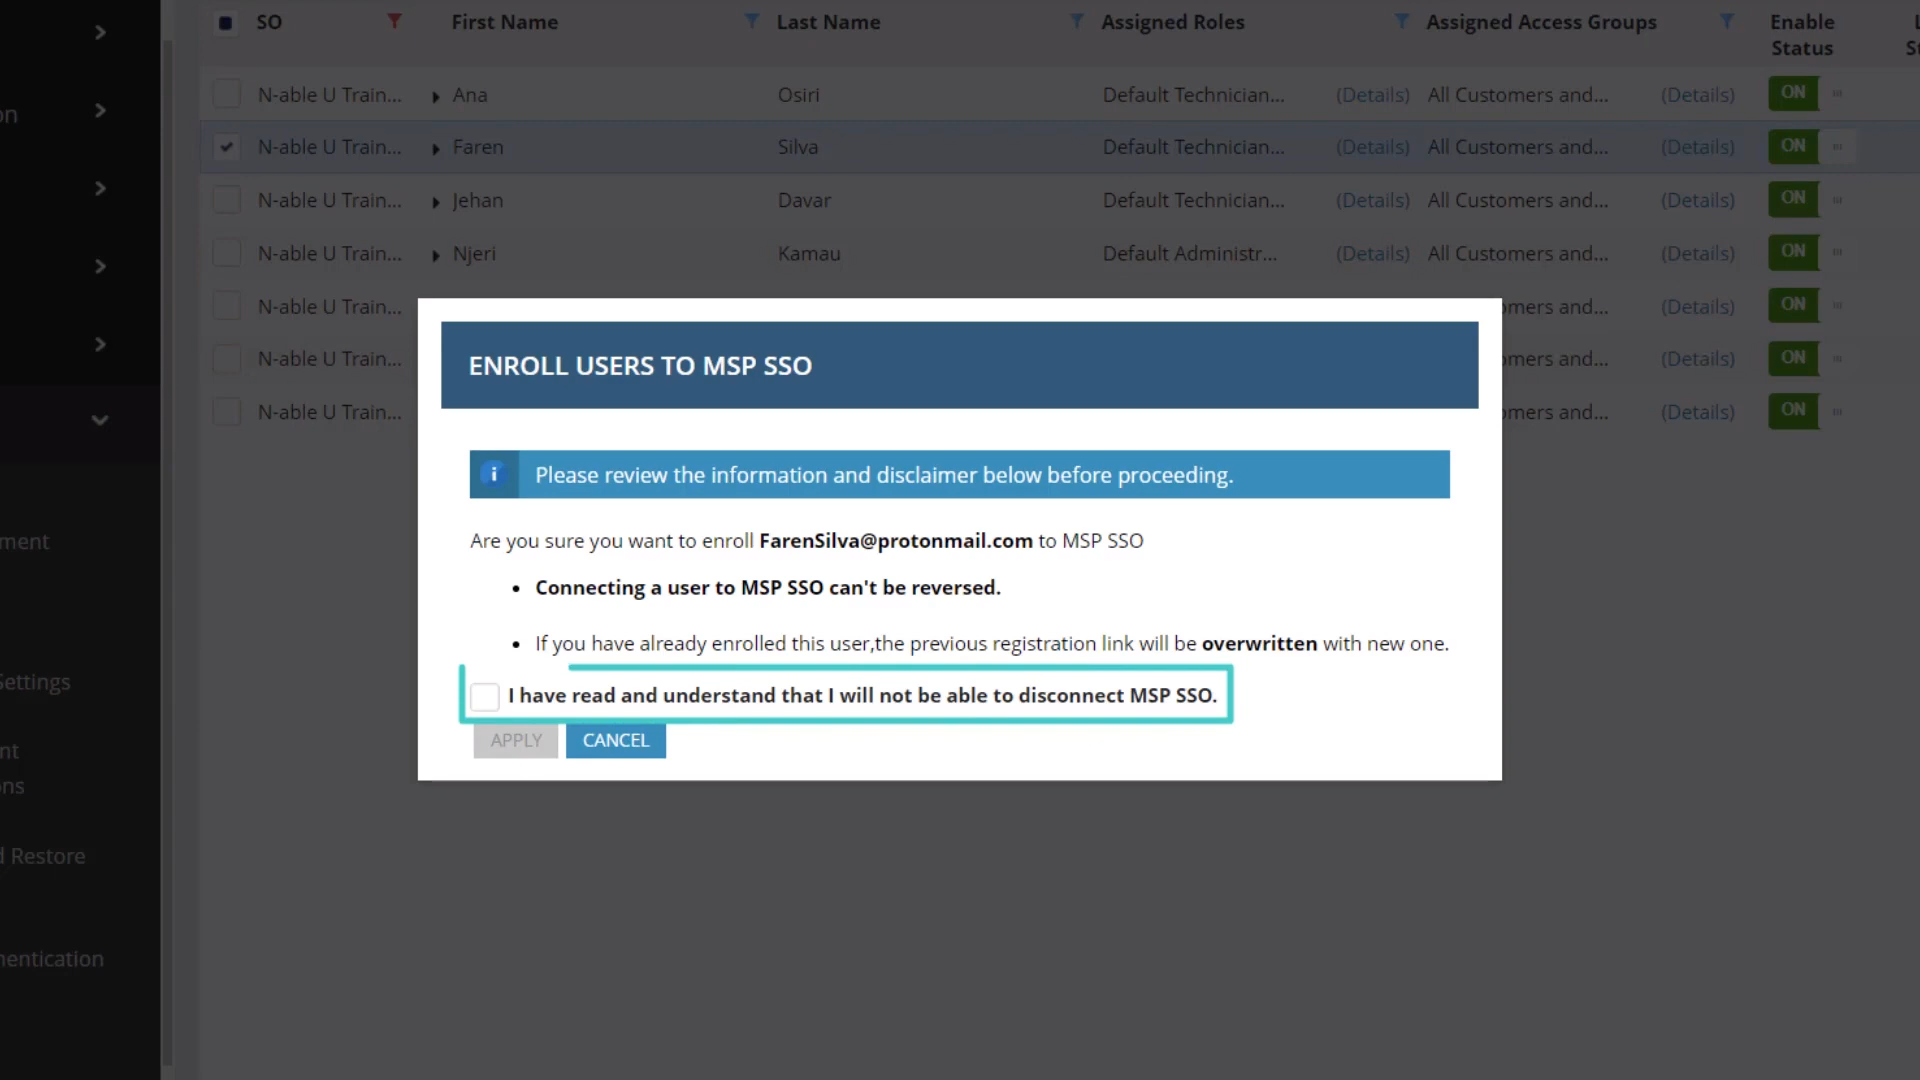 SO First Name Last Name Assigned Roles Assigned Access Groups Enable
Status
N-able U Train... Ana Osiri Default Technician... (Details) All Customers and... (Details) ON
on
N-able U Train... Faren Silva Default Technician... (Details) All Customers and... (Details) ON
N-able U Train... Jehan Davar Default Technician... (Details) All Customers and... (Details) ON
N-able U Train... Njeri Kamau Default Administr... (Details) All Customers and... (Details) ON
N-able U Train... omers and... (Details) ON
N-able U Train... omers and... (Details) ON
N-able U Train... omers and... (Details) ON
ENROLL USERS TO MSP SSO
i Please review the information and disclaimer below before proceeding.
Are you sure you want to enroll FarenSilva@protonmail.com to MSP SSO
• Connecting a user to MSP SSO can't be reversed.
• If you have already enrolled this user,the previous registration link will be overwritten with new one.
I have read and understand that I will not be able to disconnect MSP SSO.
APPLY CANCEL
ment
Settings
nt
ons
d Restore
hentication